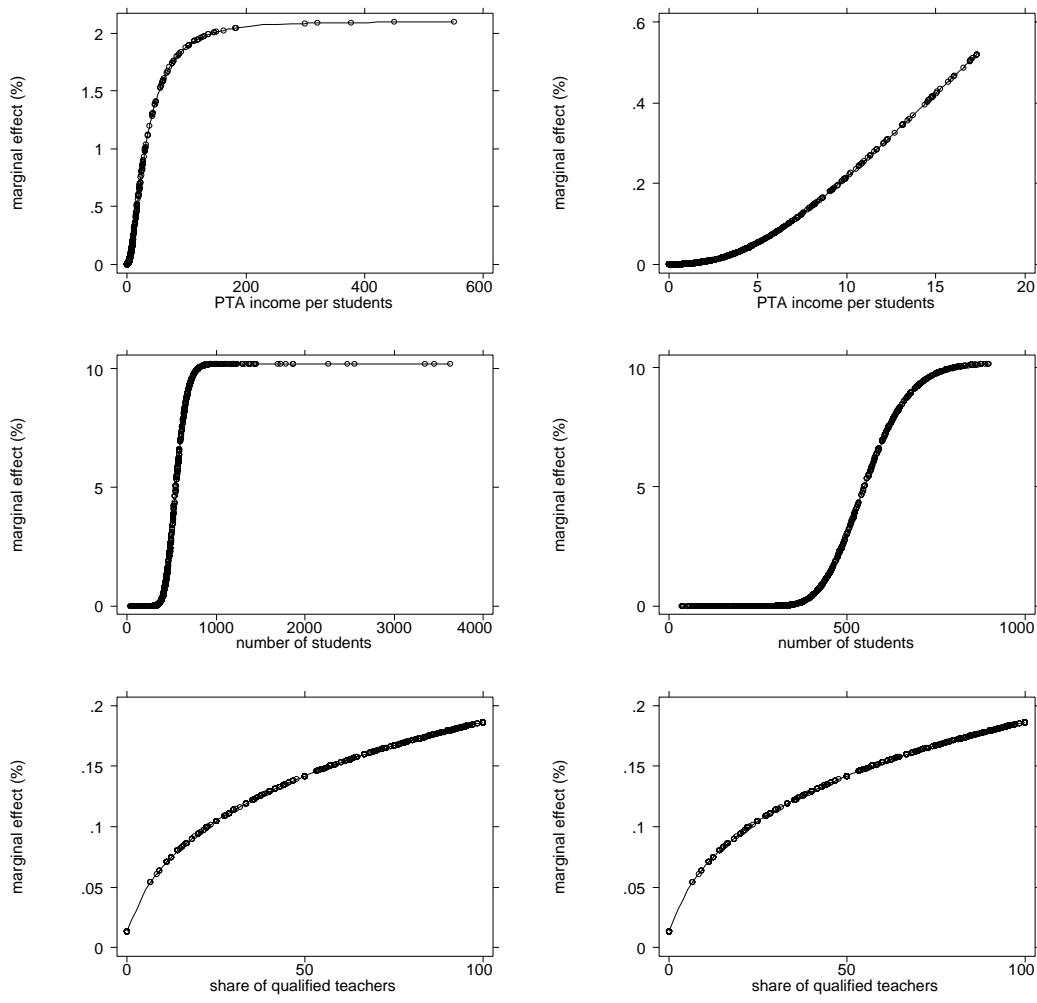 marginal effect (%)
2
1.5
1
.5
0
0 200 400 600
PTA income per students
marginal effect (%)
.6
.4
.2
0
0 5 10 15 20
PTA income per students
marginal effect (%)
10
5
0
0 1000 2000 3000 4000
number of students
marginal effect (%)
10
5
0
0 500 1000
number of students
marginal effect (%)
.2
.15
.1
.05
0
0 50 100
share of qualified teachers
marginal effect (%)
.2
.15
.1
.05
0
0 50 100
share of qualified teachers